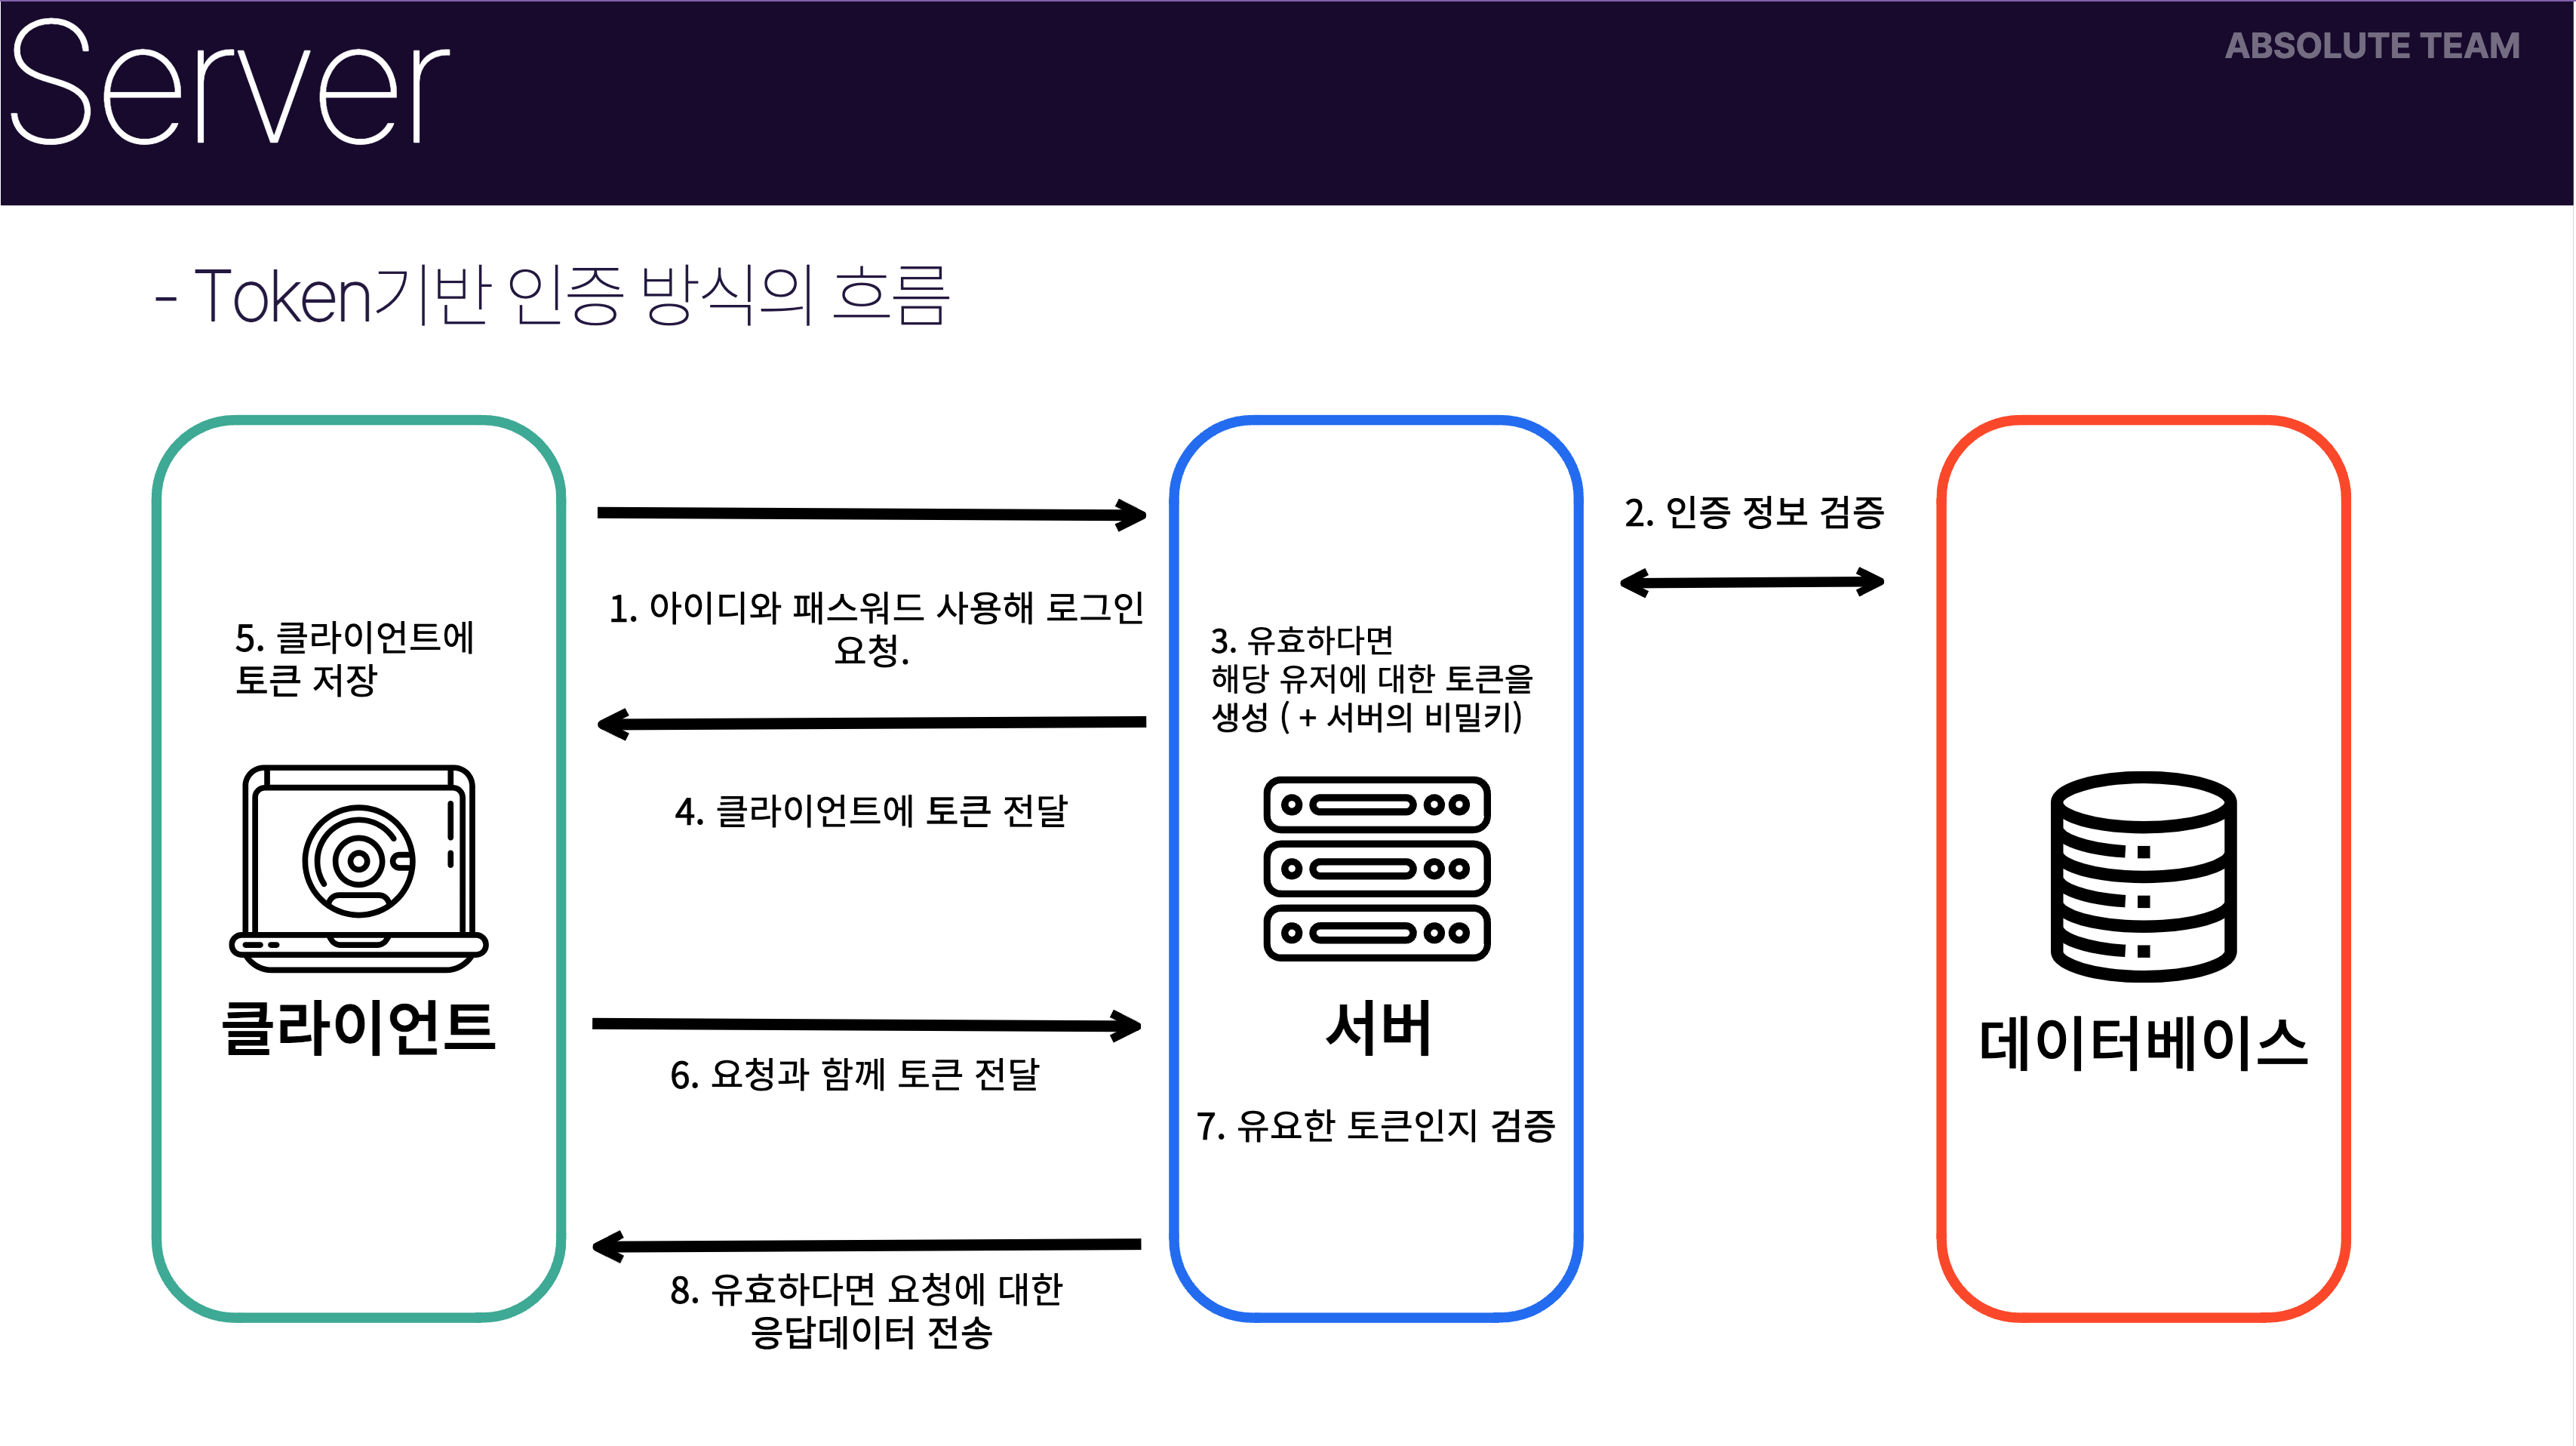 Server
ABSOLUTE TEAM
- Token기반 인증 방식의 흐름
1. 아이디와 패스워드 사용해 로그인
요청.
2. 인증 정보 검증
3. 유효하다면
해당 유저에 대한 토큰을
생성 ( + 서버의 비밀키)
4. 클라이언트에 토큰 전달
5. 클라이언트에
토큰 저장
클라이언트
서버
데이터베이스
6. 요청과 함께 토큰 전달
7. 유요한 토큰인지 검증
8. 유효하다면 요청에 대한
응답데이터 전송